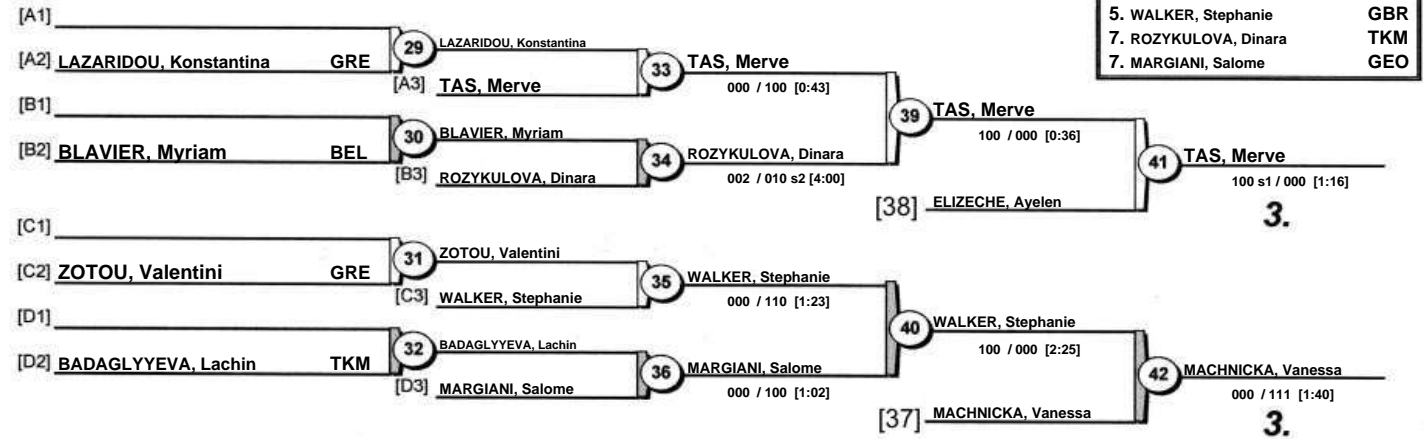 5. WALKER, Stephanie GBR
7. ROZYKULOVA, Dinara TKM
7. MARGIANI, Salome GEO
[A1]
[A2] LAZARIDOU, Konstantina GRE
29
LAZARIDOU, Konstantina
[A3] TAS, Merve
33
TAS, Merve
000 / 100 [0:43]
[B1]
[B2] BLAVIER, Myriam BEL
30
BLAVIER, Myriam
[B3] ROZYKULOVA, Dinara
34
ROZYKULOVA, Dinara
002 / 010 s2 [4:00]
39
TAS, Merve
100 / 000 [0:36]
[38] ELIZECHE, Ayelen
41
TAS, Merve
100 s1 / 000 [1:16]
3.
[C1]
[C2] ZOTOU, Valentini GRE
31
ZOTOU, Valentini
[C3] WALKER, Stephanie
35
WALKER, Stephanie
000 / 110 [1:23]
[D1]
[D2] BADAGLYYEVA, Lachin TKM
32
BADAGLYYEVA, Lachin
[D3] MARGIANI, Salome
36
MARGIANI, Salome
000 / 100 [1:02]
40
WALKER, Stephanie
100 / 000 [2:25]
[37] MACHNICKA, Vanessa
42
MACHNICKA, Vanessa
000 / 111 [1:40]
3.